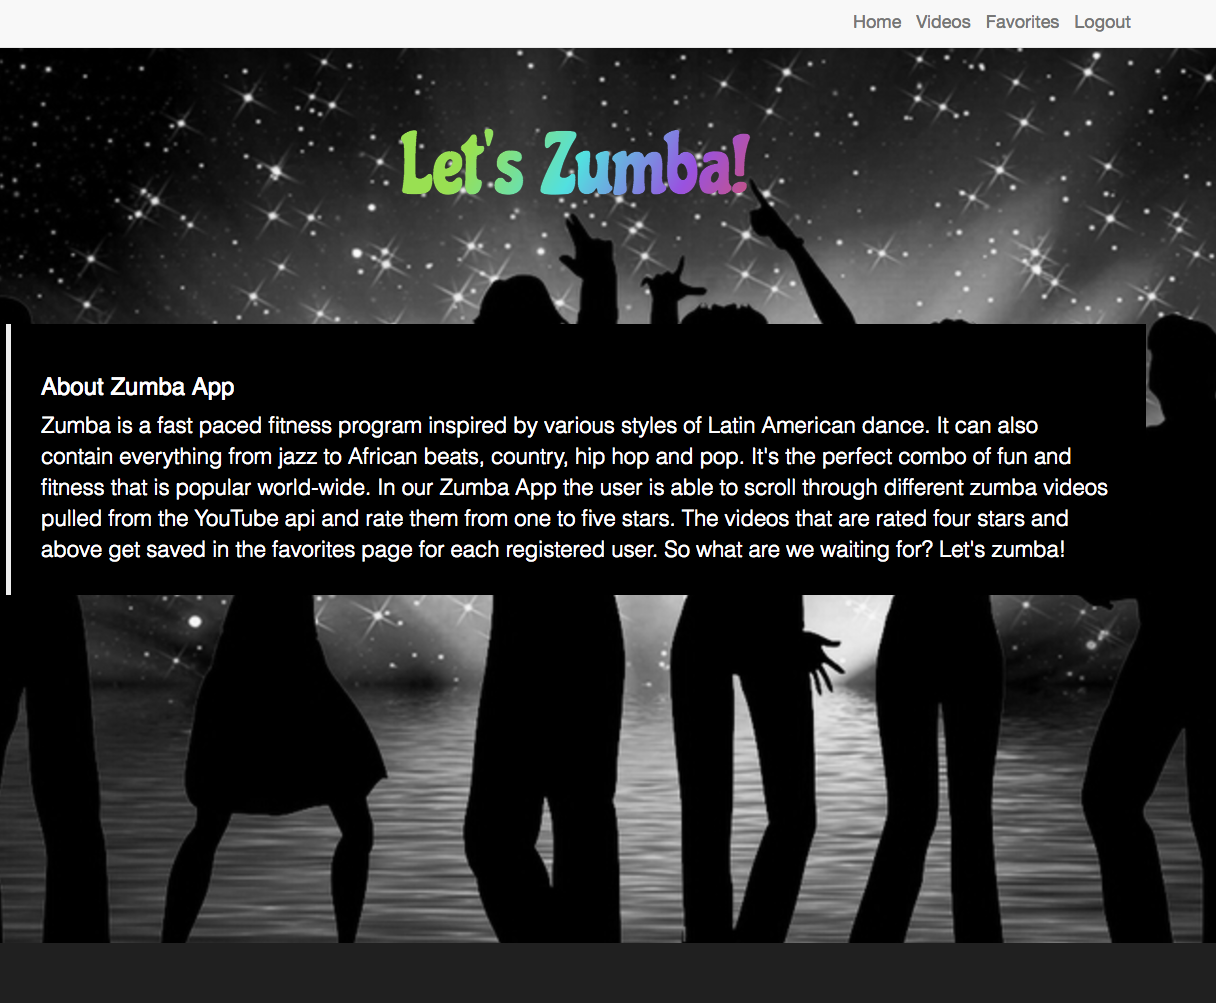 Home Videos Favorites Logout
Let's Zumba!
About Zumba App
Zumba is a fast paced fitness program inspired by various styles of Latin American dance. It can also
contain everything from jazz to African beats, country, hip hop and pop. It's the perfect combo of fun and
fitness that is popular world-wide. In our Zumba App the user is able to scroll through different zumba videos
pulled from the YouTube api and rate them from one to five stars. The videos that are rated four stars and
above get saved in the favorites page for each registered user. So what are we waiting for? Let's zumba!